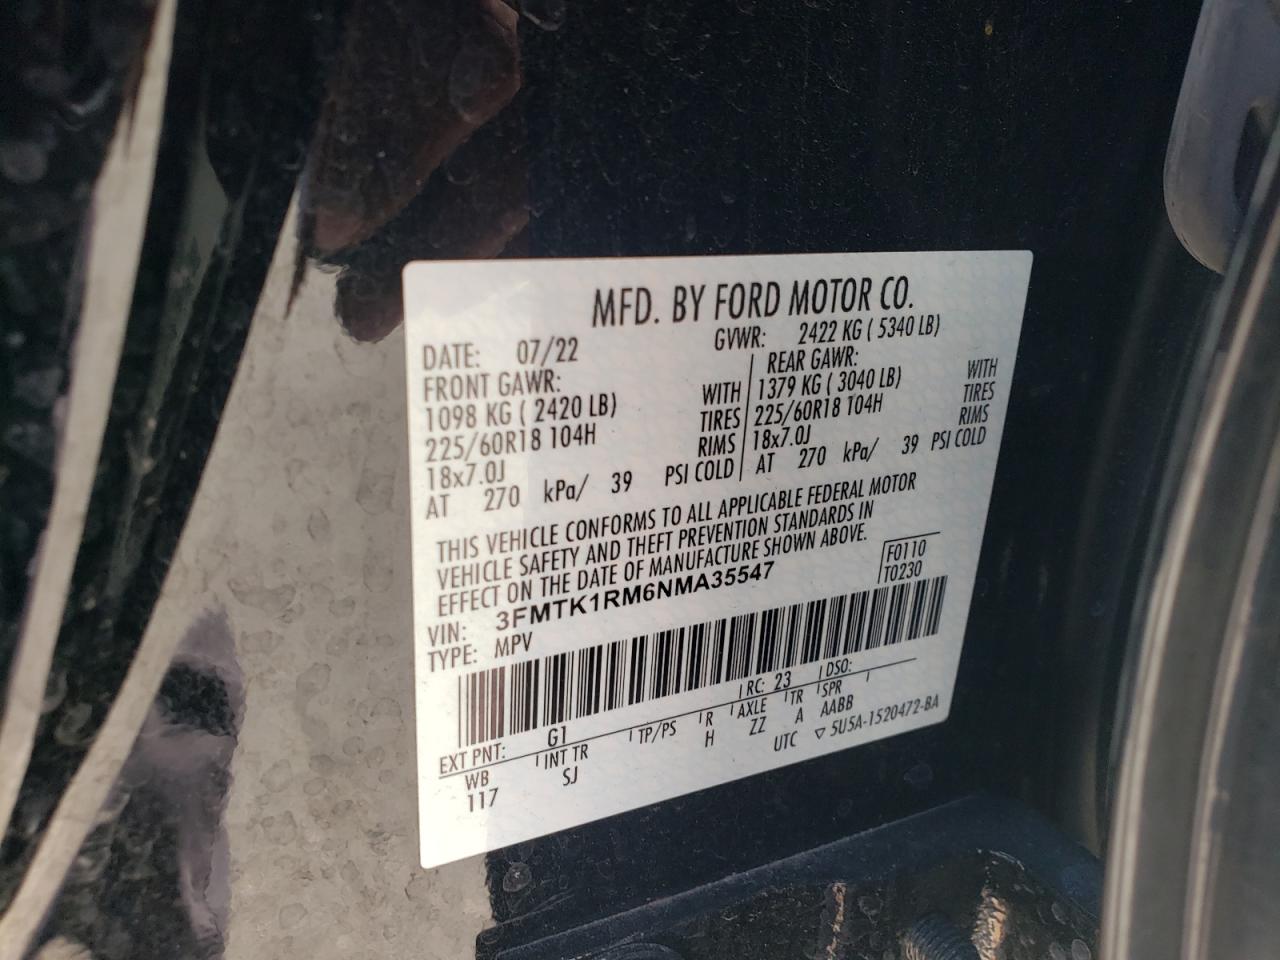 MFD. BY FORD MOTOR CO.
DATE: 07/22 GVWR: 2422 KG ( 5340 LB)
FRONT GAWR: REAR GAWR:
1098 KG ( 2420 LB) WITH 1379 KG ( 3040 LB) WITH
225/60R18 104H TIRES 225/60R18 104H TIRES
18x7.0J RIMS 18x7.0J RIMS
AT 270 kPa/ 39 PSI COLD AT 270 kPa/ 39 PSI COLD
THIS VEHICLE CONFORMS TO ALL APPLICABLE FEDERAL MOTOR
VEHICLE SAFETY AND THEFT PREVENTION STANDARDS IN
EFFECT ON THE DATE OF MANUFACTURE SHOWN ABOVE.
F0110
T0230
VIN: 3FMTK1RM6NMA35547
TYPE: MPV
EXT PNT: G1 RC: 23 DSO:
WB INT TR TP/PS R AXLE TR SPR
117 SJ H ZZ A AABB
UTC ▽ 5U5A-1520472-BA